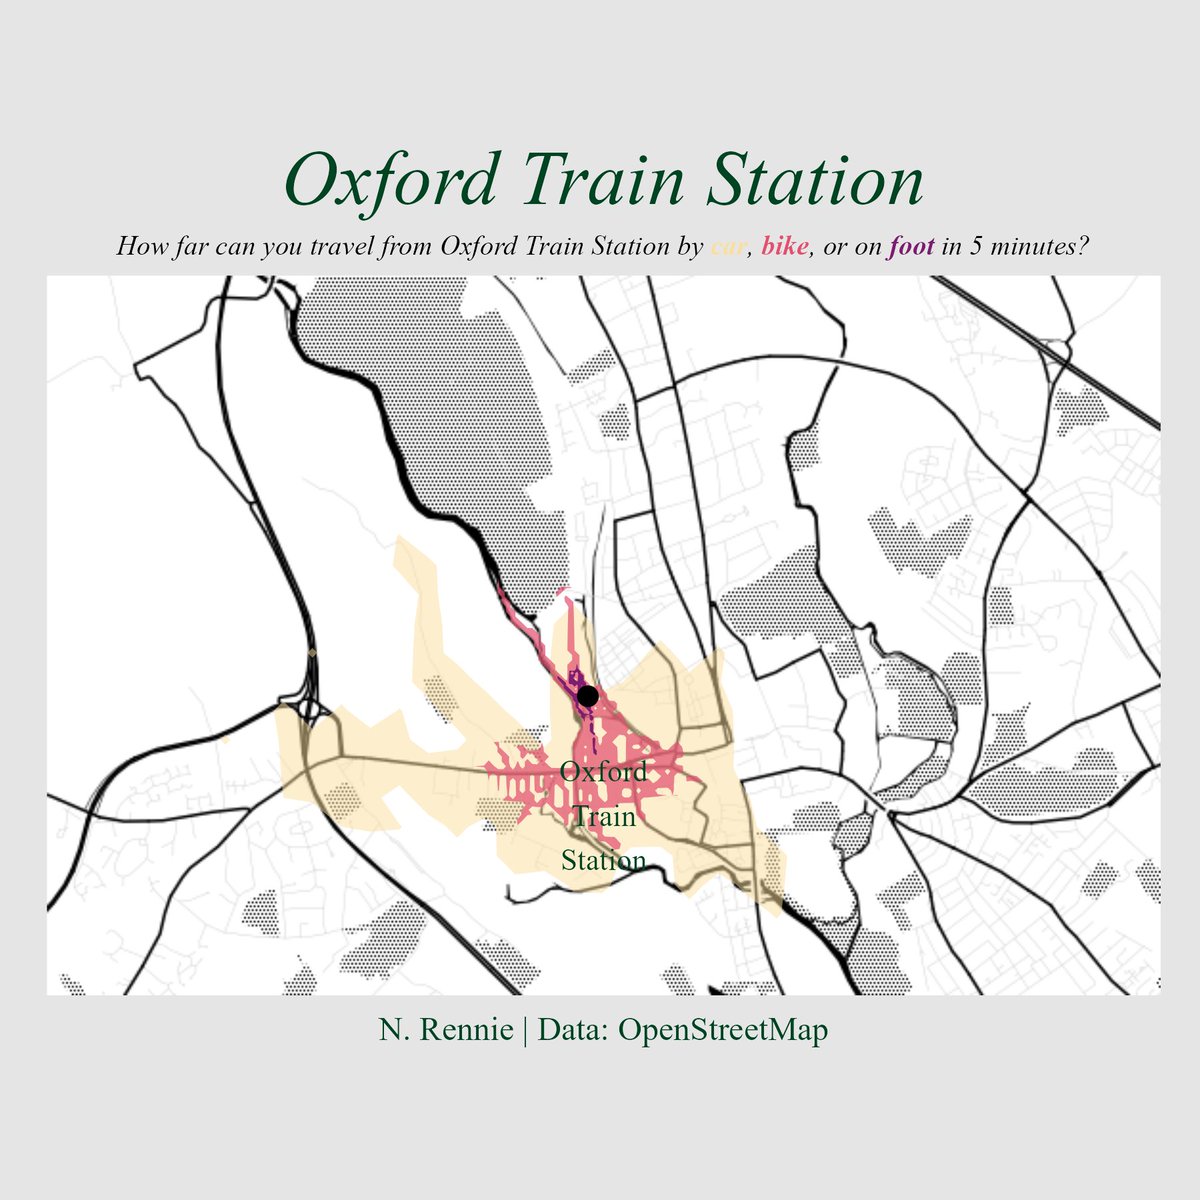 Oxford Train Station
How far can you travel from Oxford Train Station by car, bike, or on foot in 5 minutes?
Oxford
Train
Station
N. Rennie | Data: OpenStreetMap